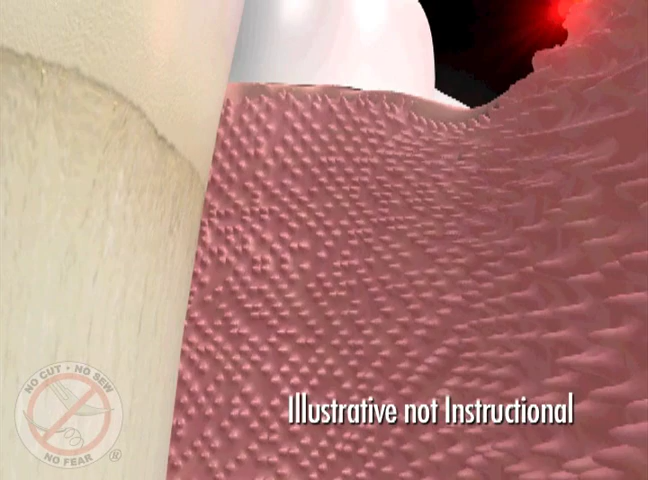 NO CUT • NO SEW
NO FEAR ®
Illustrative not Instructional